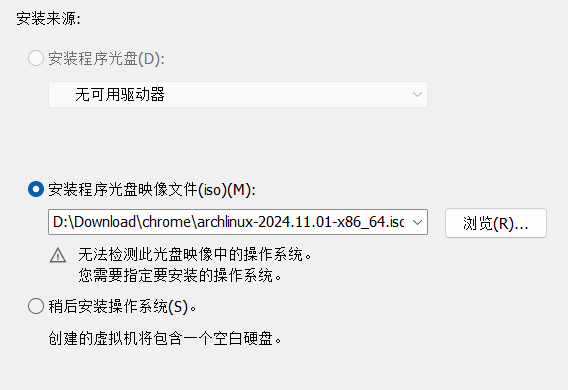 安装来源:
安装程序光盘(D):
无可用驱动器
安装程序光盘映像文件(iso)(M):
D:\Download\chrome\archlinux-2024.11.01-x86_64.iso
浏览(R)...
无法检测此光盘映像中的操作系统。
您需要指定要安装的操作系统。
稍后安装操作系统(S)。
创建的虚拟机将包含一个空白硬盘。